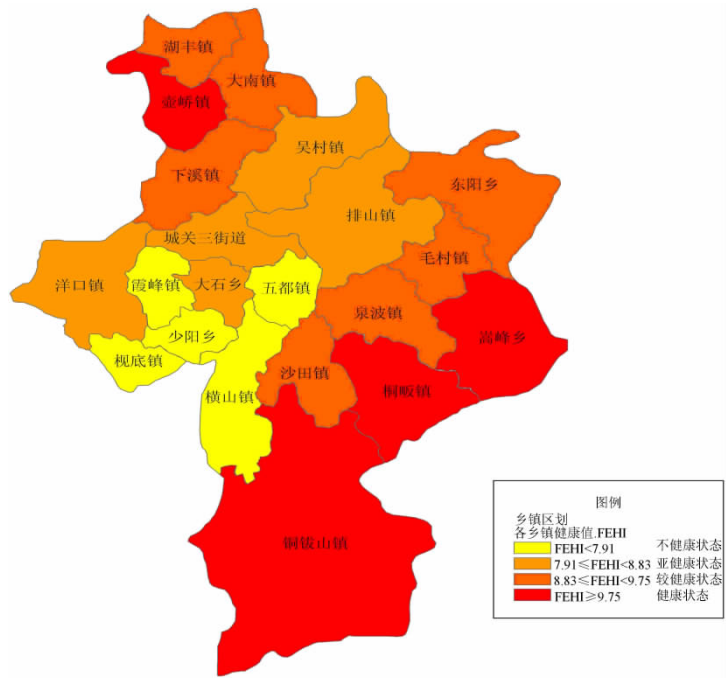 湖丰镇
大南镇
壶峤镇
吴村镇
下溪镇
东阳乡
排山镇
城关三街道
毛村镇
洋口镇
霞峰镇
大石乡
五都镇
泉波镇
少阳乡
嵩峰乡
枧底镇
沙田镇
横山镇
桐畈镇
铜钹山镇
图例
乡镇区划
各乡镇健康值.FEHI
FEHI<7.91 不健康状态
7.91≤FEHI<8.83 亚健康状态
8.83≤FEHI<9.75 较健康状态
FEHI≥9.75 健康状态